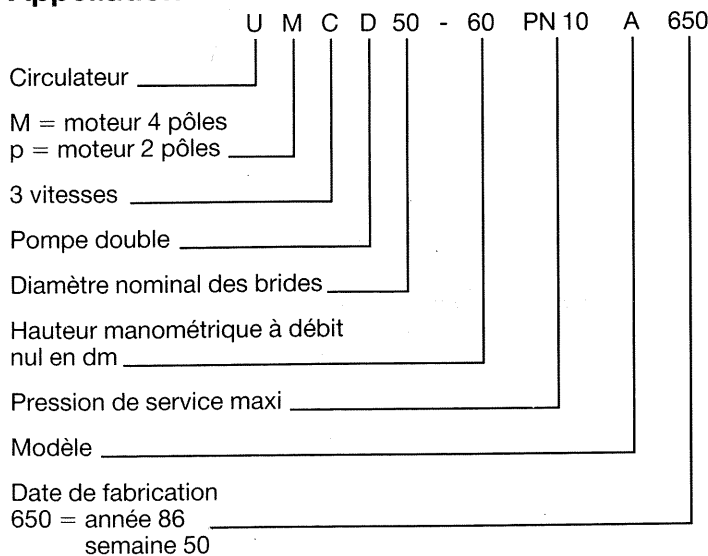 U M C D 50 - 60 PN 10 A 650
Circulateur
M = moteur 4 pôles
p = moteur 2 pôles
3 vitesses
Pompe double
Diamètre nominal des brides
Hauteur manométrique à débit
nul en dm
Pression de service maxi
Modèle
Date de fabrication
650 = année 86
semaine 50